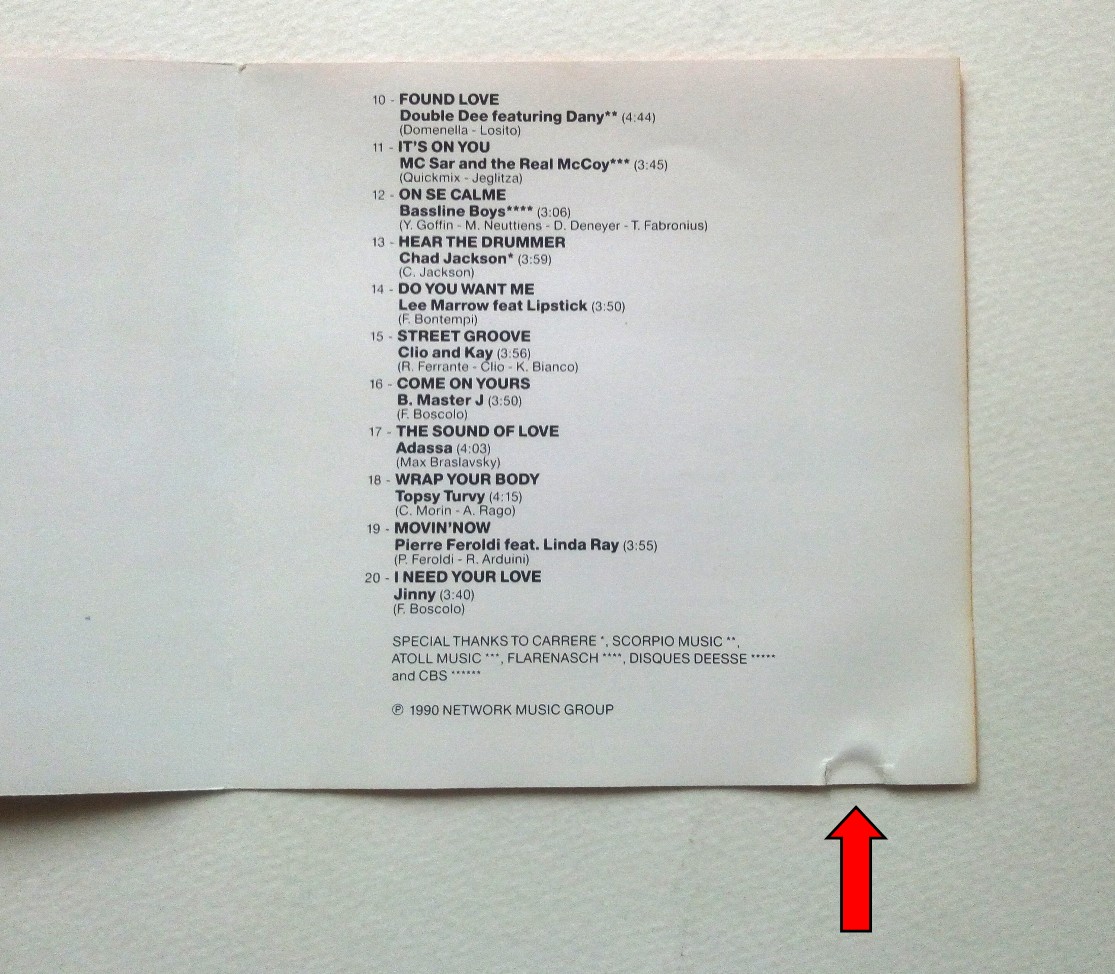 10 - FOUND LOVE
Double Dee featuring Dany** (4:44)
(Domenella - Losito)
11 - IT'S ON YOU
MC Sar and the Real McCoy*** (3:45)
(Quickmix - Jeglitza)
12 - ON SE CALME
Bassline Boys**** (3:06)
(Y. Goffin - M. Neuttiens - D. Deneyer - T. Fabronius)
13 - HEAR THE DRUMMER
Chad Jackson* (3:59)
(C. Jackson)
14 - DO YOU WANT ME
Lee Marrow feat Lipstick (3:50)
(F. Bontempi)
15 - STREET GROOVE
Clio and Kay (3:56)
(R. Ferrante - Clio - K. Bianco)
16 - COME ON YOURS
B. Master J (3:50)
(F. Boscolo)
17 - THE SOUND OF LOVE
Adassa (4:03)
(Max Braslavsky)
18 - WRAP YOUR BODY
Topsy Turvy (4:15)
(C. Morin - A. Rago)
19 - MOVIN'NOW
Pierre Feroldi feat. Linda Ray (3:55)
(P. Feroldi - R. Arduini)
20 - I NEED YOUR LOVE
Jinny (3:40)
(F. Boscolo)
SPECIAL THANKS TO CARRERE *, SCORPIO MUSIC **,
ATOLL MUSIC ***, FLARENASCH ****, DISQUES DEESSE *****
and CBS ******
℗ 1990 NETWORK MUSIC GROUP